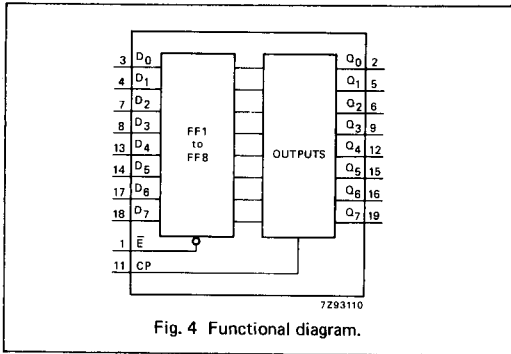 3 D0 Q0 2
4 D1 Q1 5
7 D2 Q2 6
8 D3 Q3 9
13 D4 Q4 12
14 D5 Q5 15
17 D6 Q6 16
18 D7 Q7 19
FF1
to
FF8
OUTPUTS
1 E̅
11 CP
7Z93110
Fig. 4 Functional diagram.